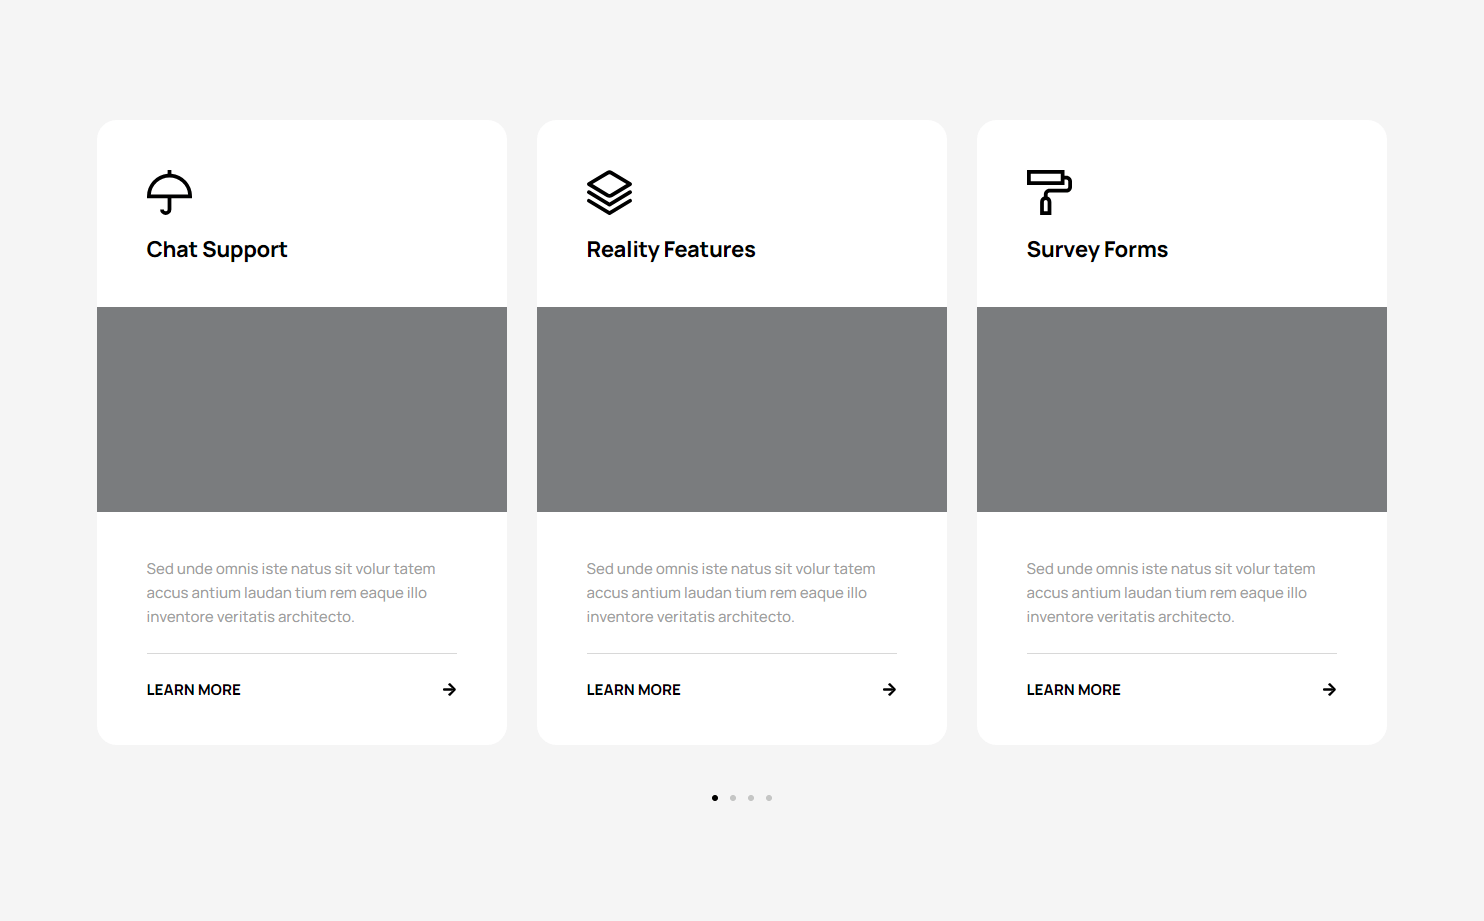 Chat Support
Sed unde omnis iste natus sit volur tatem
accus antium laudan tium rem eaque illo
inventore veritatis architecto.
LEARN MORE
Reality Features
Sed unde omnis iste natus sit volur tatem
accus antium laudan tium rem eaque illo
inventore veritatis architecto.
LEARN MORE
Survey Forms
Sed unde omnis iste natus sit volur tatem
accus antium laudan tium rem eaque illo
inventore veritatis architecto.
LEARN MORE